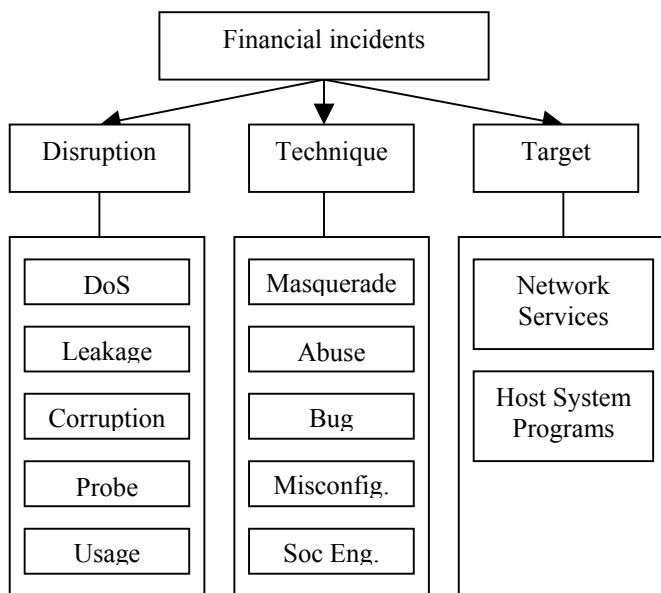 Financial incidents
Disruption
Technique
Target
DoS
Leakage
Corruption
Probe
Usage
Masquerade
Abuse
Bug
Misconfig.
Soc Eng.
Network
Services
Host System
Programs